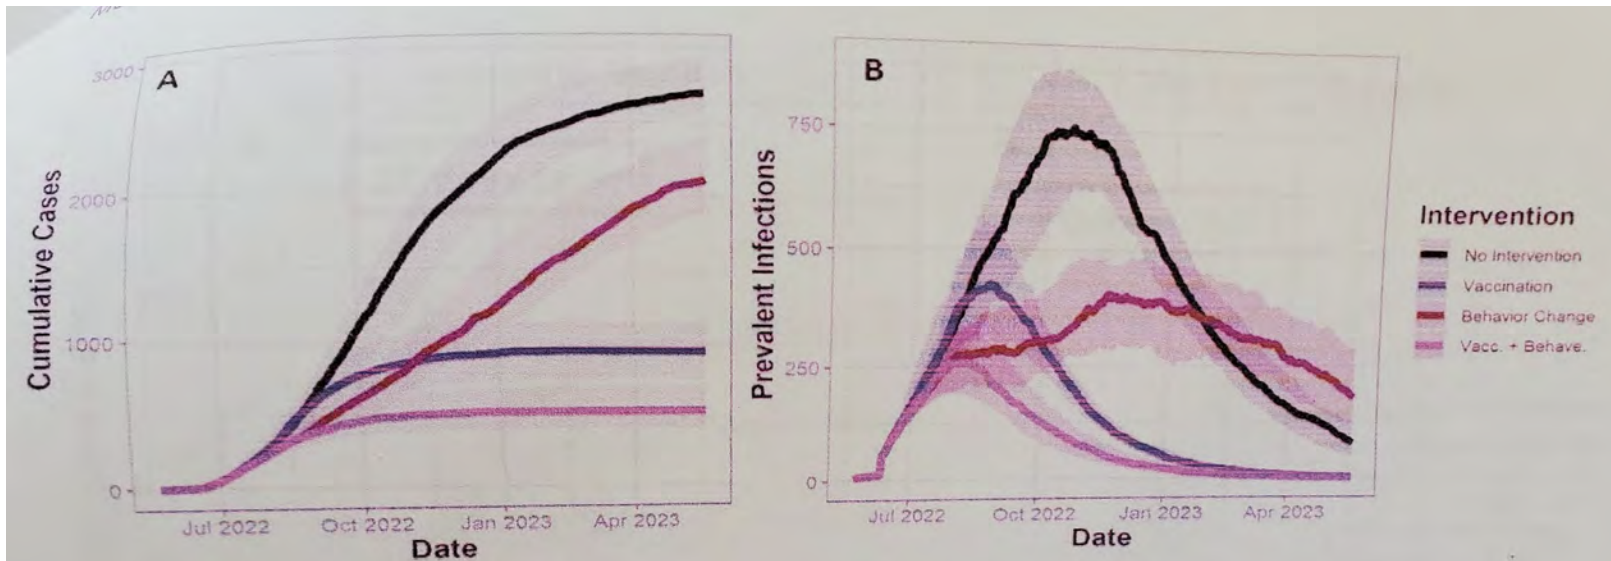 A
3000
2000
1000
0
Cumulative Cases
Jul 2022 Oct 2022 Jan 2023 Apr 2023
Date
B
750
500
250
0
Prevalent Infections
Jul 2022 Oct 2022 Jan 2023 Apr 2023
Date
Intervention
No Intervention
Vaccination
Behavior Change
Vacc. + Behave.